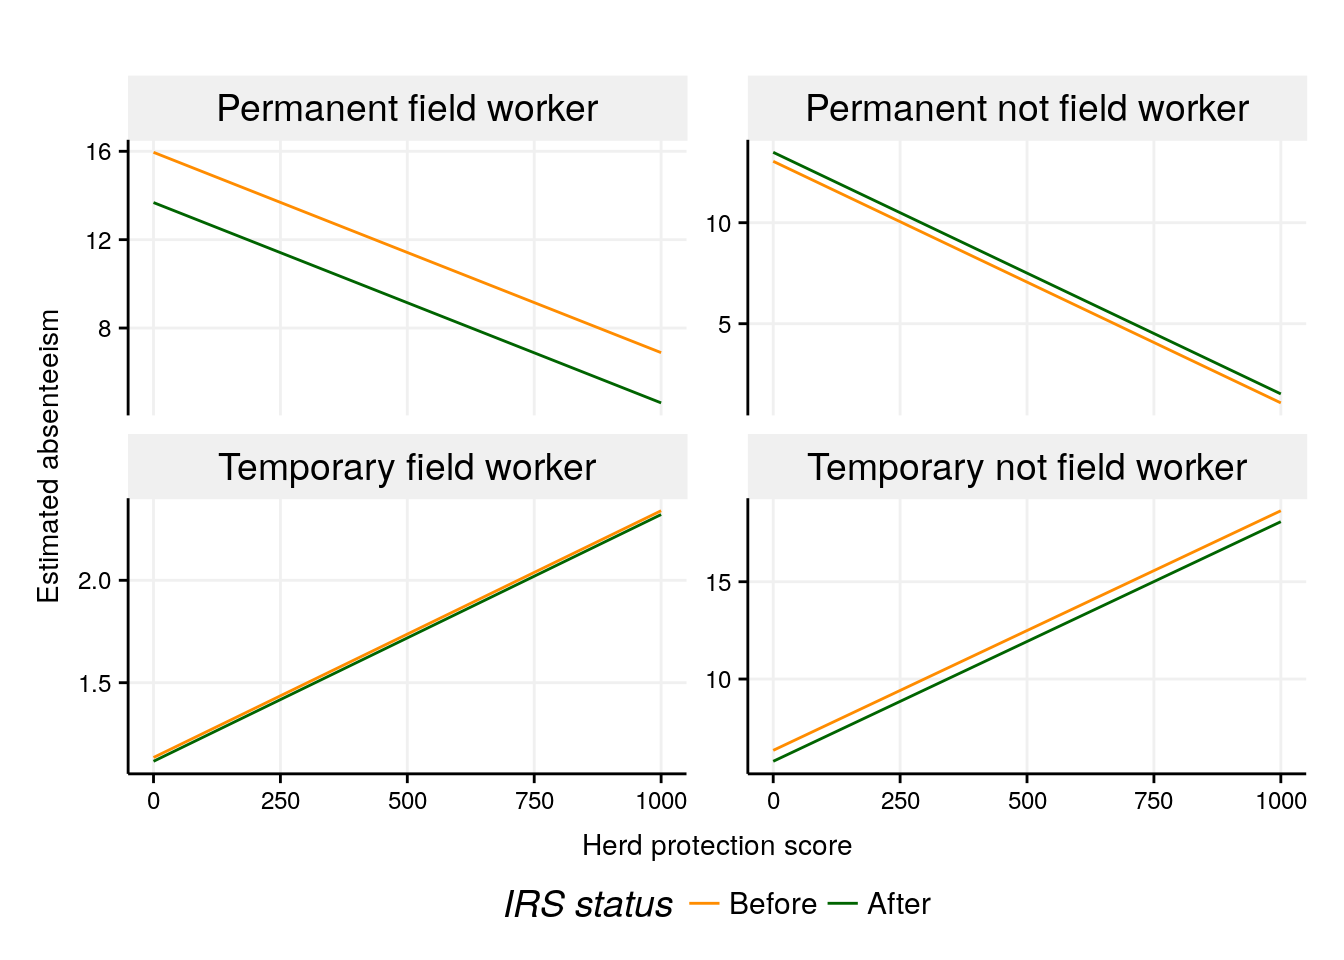 Permanent field worker
Permanent not field worker
16
12
8
10
5
Temporary field worker
Temporary not field worker
2.0
1.5
15
10
0 250 500 750 1000
0 250 500 750 1000
Estimated absenteeism
Herd protection score
IRS status Before After